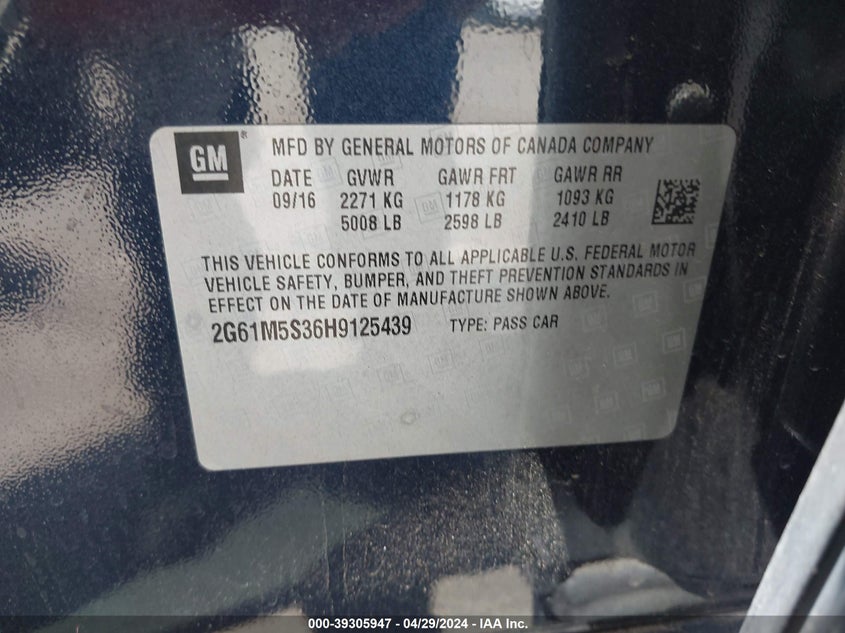 GM ® MFD BY GENERAL MOTORS OF CANADA COMPANY
DATE GVWR GAWR FRT GAWR RR
09/16 2271 KG 1178 KG 1093 KG
5008 LB 2598 LB 2410 LB
THIS VEHICLE CONFORMS TO ALL APPLICABLE U.S. FEDERAL MOTOR
VEHICLE SAFETY, BUMPER, AND THEFT PREVENTION STANDARDS IN
EFFECT ON THE DATE OF MANUFACTURE SHOWN ABOVE.
2G61M5S36H9125439 TYPE: PASS CAR
000-39305947 - 04/29/2024 - IAA Inc.